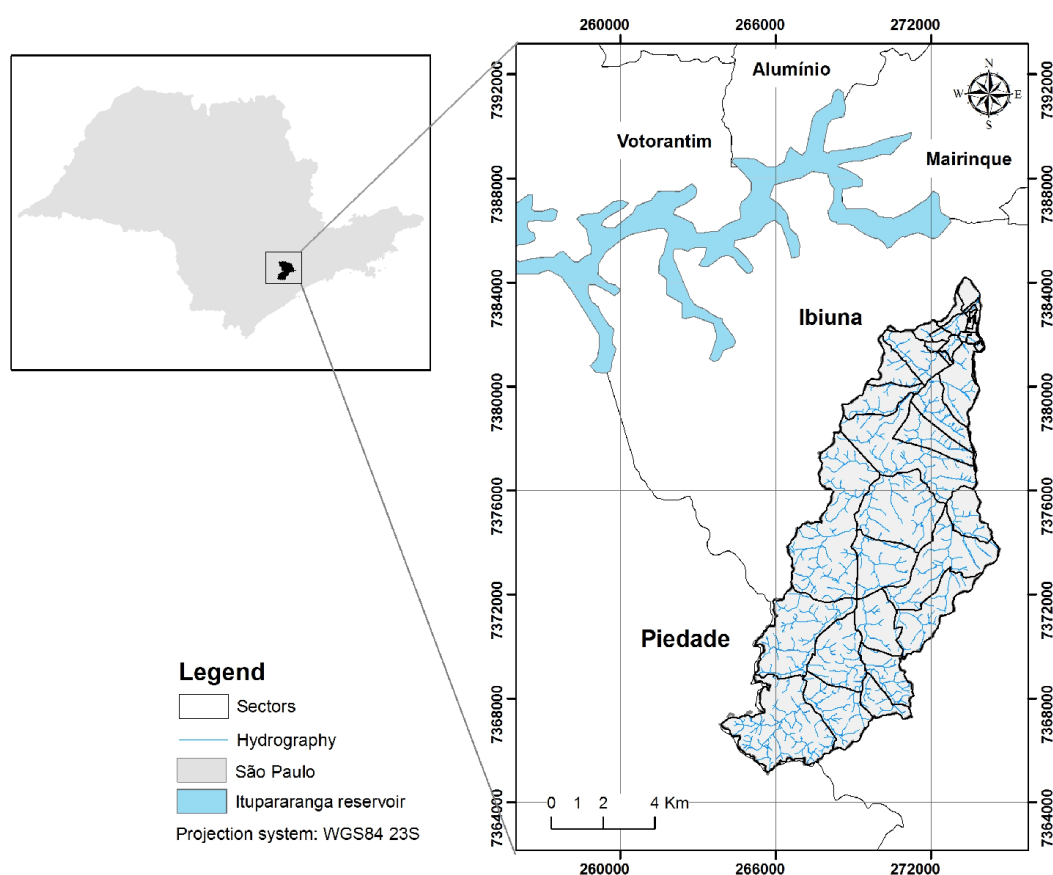 260000
266000
272000
7392000
7392000
Alumínio
N
W
E
S
Votorantim
Mairinque
7388000
7388000
7384000
7384000
Ibiuna
7380000
7380000
7376000
7376000
7372000
7372000
Piedade
Legend
Sectors
Hydrography
São Paulo
Itupararanga reservoir
Projection system: WGS84 23S
7368000
7368000
0 1 2 4 Km
7364000
7364000
260000
266000
272000